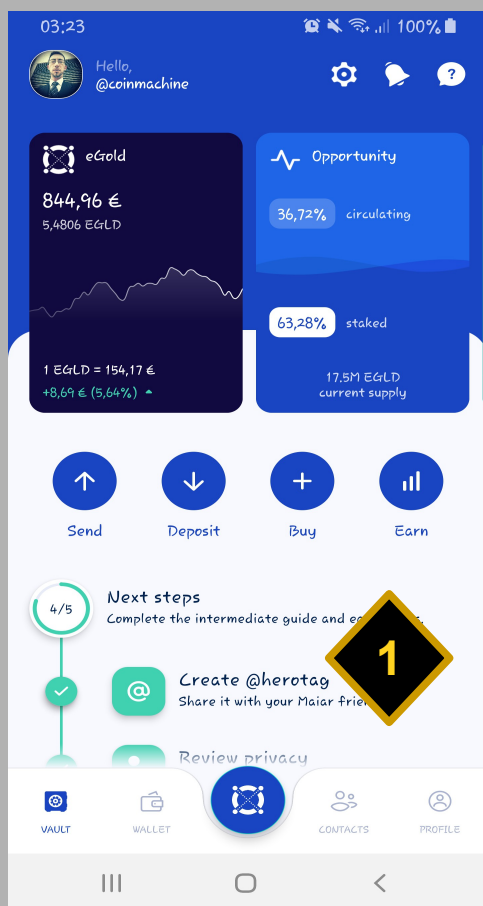 03;23
100%
Hello,
@coinmachine
eGold
844,96 €
5,4806 EGLD
1 EGLD = 154,17 €
+8,69 € (5,64%)
Opportunity
36,72% circulating
63,28% staked
17.5M EGLD
current supply
Send Deposit Buy Earn
4/5
Next steps
Complete the intermediate guide and
1
Create @herotag
Share it with your Maiar
Review privacy
VAULT WALLET CONTACTS PROFILE